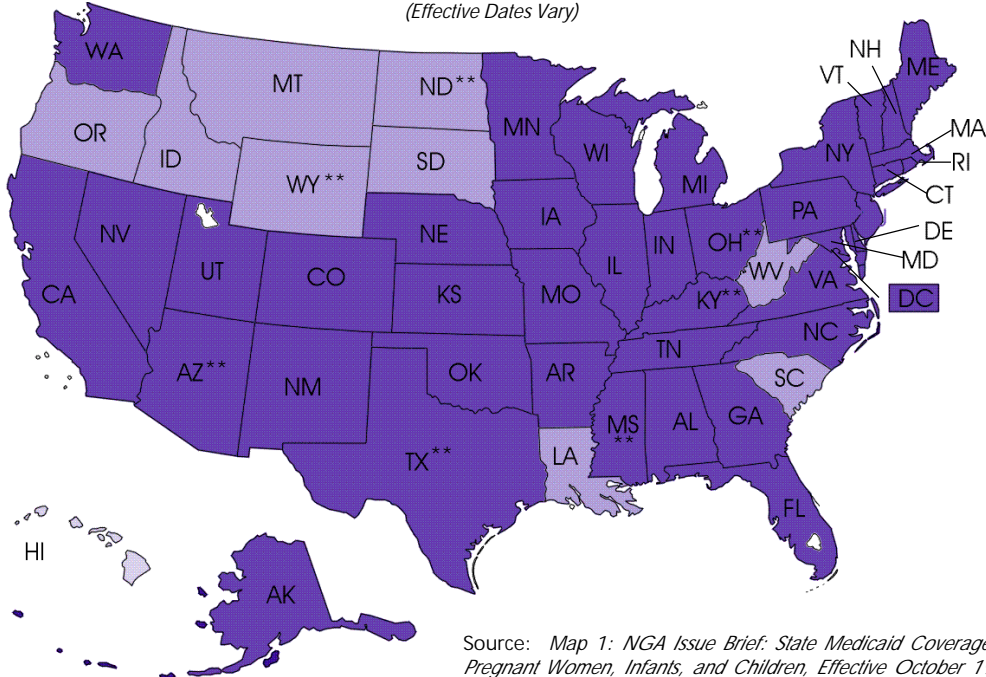 (Effective Dates Vary)
WA
NH
ME
VT
MT
ND**
OR
MN
MA
ID
SD
WI
NY
RI
WY**
MI
CT
IA
PA
NE
NV
OH**
DE
IN
IL
UT
CO
WV
MD
VA
CA
KS
MO
KY**
DC
NC
TN
AZ**
OK
AR
SC
NM
MS
**
AL
GA
TX**
LA
FL
HI
AK
Source: Map 1: NGA Issue Brief: State Medicaid Coverage
Pregnant Women, Infants, and Children, Effective October 1